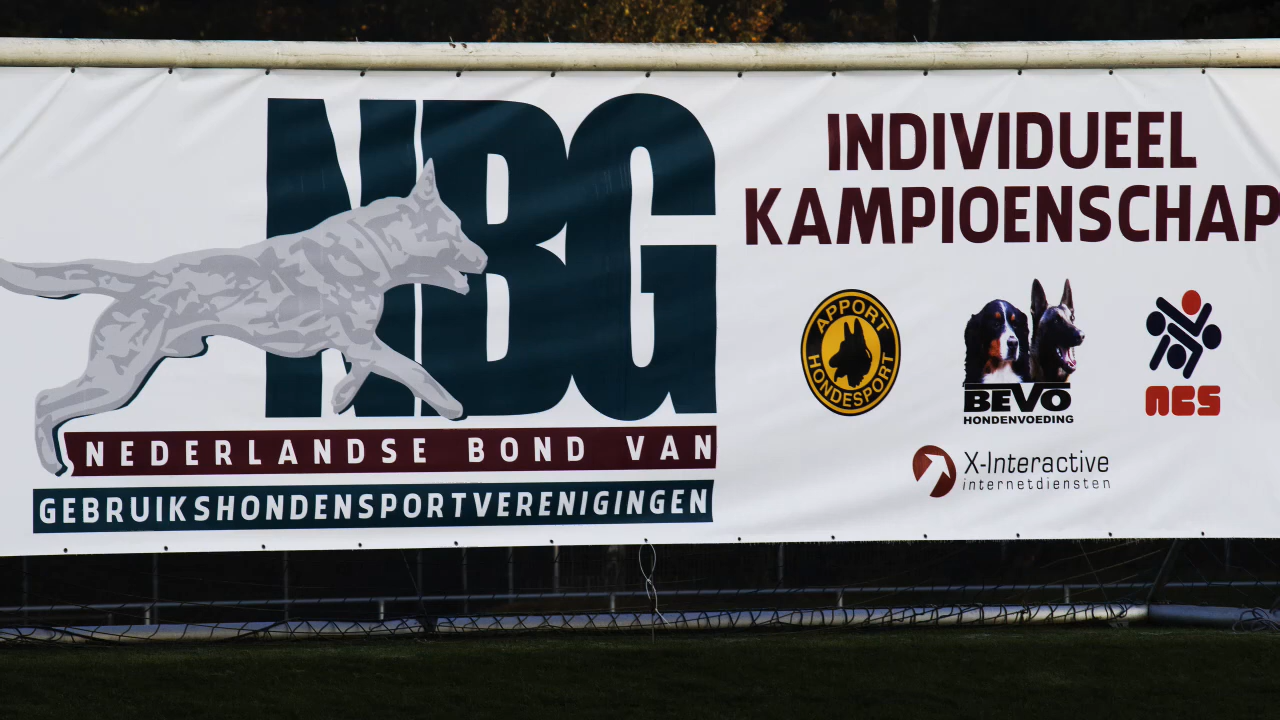 NBG
NEDERLANDSE BOND VAN
GEBRUIKSHONDENSPORTVERENIGINGEN
INDIVIDUEEL
KAMPIOENSCHAP
APPORT
HONDESPORT
BEVO
HONDENVOEDING
NCS
X-Interactive
internetdiensten